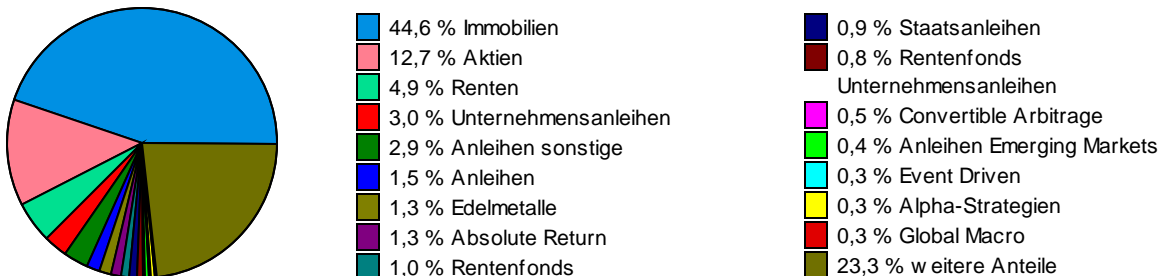 44,6 % Immobilien
12,7 % Aktien
4,9 % Renten
3,0 % Unternehmensanleihen
2,9 % Anleihen sonstige
1,5 % Anleihen
1,3 % Edelmetalle
1,3 % Absolute Return
1,0 % Rentenfonds
0,9 % Staatsanleihen
0,8 % Rentenfonds
Unternehmensanleihen
0,5 % Convertible Arbitrage
0,4 % Anleihen Emerging Markets
0,3 % Event Driven
0,3 % Alpha-Strategien
0,3 % Global Macro
23,3 % weitere Anteile